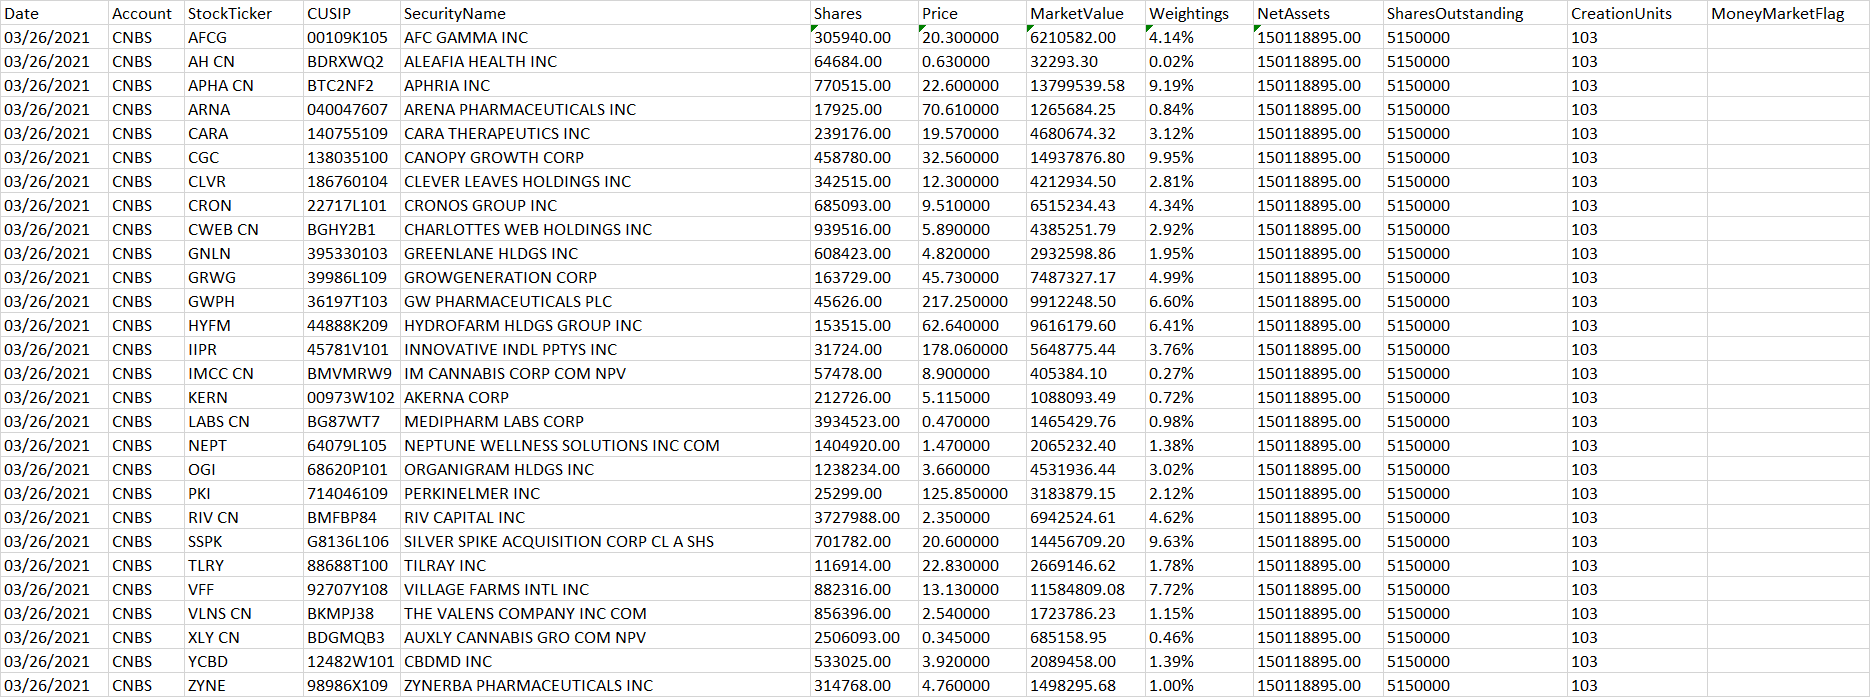 Date Account StockTicker CUSIP SecurityName Shares Price MarketValue Weightings NetAssets SharesOutstanding CreationUnits MoneyMarketFlag
03/26/2021 CNBS AFCG 00109K105 AFC GAMMA INC 305940.00 20.300000 6210582.00 4.14% 150118895.00 5150000 103
03/26/2021 CNBS AH CN BDRXWQ2 ALEAFIA HEALTH INC 64684.00 0.630000 32293.30 0.02% 150118895.00 5150000 103
03/26/2021 CNBS APHA CN BTC2NF2 APHRIA INC 770515.00 22.600000 13799539.58 9.19% 150118895.00 5150000 103
03/26/2021 CNBS ARNA 040047607 ARENA PHARMACEUTICALS INC 17925.00 70.610000 1265684.25 0.84% 150118895.00 5150000 103
03/26/2021 CNBS CARA 140755109 CARA THERAPEUTICS INC 239176.00 19.570000 4680674.32 3.12% 150118895.00 5150000 103
03/26/2021 CNBS CGC 138035100 CANOPY GROWTH CORP 458780.00 32.560000 14937876.80 9.95% 150118895.00 5150000 103
03/26/2021 CNBS CLVR 186760104 CLEVER LEAVES HOLDINGS INC 342515.00 12.300000 4212934.50 2.81% 150118895.00 5150000 103
03/26/2021 CNBS CRON 22717L101 CRONOS GROUP INC 685093.00 9.510000 6515234.43 4.34% 150118895.00 5150000 103
03/26/2021 CNBS CWEB CN BGHY2B1 CHARLOTTES WEB HOLDINGS INC 939516.00 5.890000 4385251.79 2.92% 150118895.00 5150000 103
03/26/2021 CNBS GNLN 395330103 GREENLANE HLDGS INC 608423.00 4.820000 2932598.86 1.95% 150118895.00 5150000 103
03/26/2021 CNBS GRWG 39986L109 GROWGENERATION CORP 163729.00 45.730000 7487327.17 4.99% 150118895.00 5150000 103
03/26/2021 CNBS GWPH 36197T103 GW PHARMACEUTICALS PLC 45626.00 217.250000 9912248.50 6.60% 150118895.00 5150000 103
03/26/2021 CNBS HYFM 44888K209 HYDROFARM HLDGS GROUP INC 153515.00 62.640000 9616179.60 6.41% 150118895.00 5150000 103
03/26/2021 CNBS IIPR 45781V101 INNOVATIVE INDL PPTYS INC 31724.00 178.060000 5648775.44 3.76% 150118895.00 5150000 103
03/26/2021 CNBS IMCC CN BMVMRW9 IM CANNABIS CORP COM NPV 57478.00 8.900000 405384.10 0.27% 150118895.00 5150000 103
03/26/2021 CNBS KERN 00973W102 AKERNA CORP 212726.00 5.115000 1088093.49 0.72% 150118895.00 5150000 103
03/26/2021 CNBS LABS CN BG87WT7 MEDIPHARM LABS CORP 3934523.00 0.470000 1465429.76 0.98% 150118895.00 5150000 103
03/26/2021 CNBS NEPT 64079L105 NEPTUNE WELLNESS SOLUTIONS INC COM 1404920.00 1.470000 2065232.40 1.38% 150118895.00 5150000 103
03/26/2021 CNBS OGI 68620P101 ORGANIGRAM HLDGS INC 1238234.00 3.660000 4531936.44 3.02% 150118895.00 5150000 103
03/26/2021 CNBS PKI 714046109 PERKINELMER INC 25299.00 125.850000 3183879.15 2.12% 150118895.00 5150000 103
03/26/2021 CNBS RIV CN BMFBP84 RIV CAPITAL INC 3727988.00 2.350000 6942524.61 4.62% 150118895.00 5150000 103
03/26/2021 CNBS SSPK G8136L106 SILVER SPIKE ACQUISITION CORP CL A SHS 701782.00 20.600000 14456709.20 9.63% 150118895.00 5150000 103
03/26/2021 CNBS TLRY 88688T100 TILRAY INC 116914.00 22.830000 2669146.62 1.78% 150118895.00 5150000 103
03/26/2021 CNBS VFF 92707Y108 VILLAGE FARMS INTL INC 882316.00 13.130000 11584809.08 7.72% 150118895.00 5150000 103
03/26/2021 CNBS VLNS CN BKMPJ38 THE VALENS COMPANY INC COM 856396.00 2.540000 1723786.23 1.15% 150118895.00 5150000 103
03/26/2021 CNBS XLY CN BDGMQB3 AUXLY CANNABIS GRO COM NPV 2506093.00 0.345000 685158.95 0.46% 150118895.00 5150000 103
03/26/2021 CNBS YCBD 12482W101 CBDMD INC 533025.00 3.920000 2089458.00 1.39% 150118895.00 5150000 103
03/26/2021 CNBS ZYNE 98986X109 ZYNERBA PHARMACEUTICALS INC 314768.00 4.760000 1498295.68 1.00% 150118895.00 5150000 103